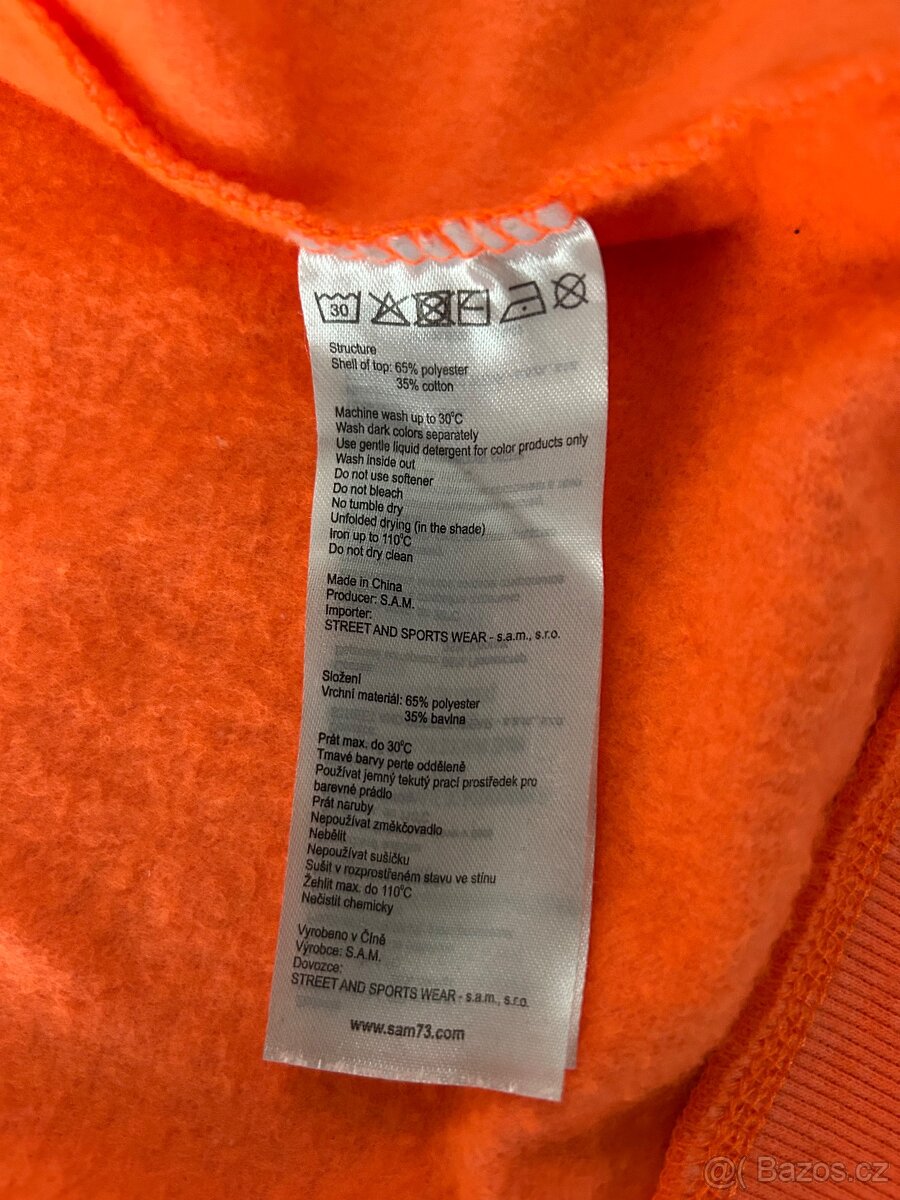 30
Structure
Shell of top: 65% polyester
35% cotton
Machine wash up to 30°C
Wash dark colors separately
Use gentle liquid detergent for color products only
Wash inside out
Do not use softener
Do not bleach
No tumble dry
Unfolded drying (in the shade)
Iron up to 110°C
Do not dry clean
Made in China
Producer: S.A.M.
Importer:
STREET AND SPORTS WEAR - s.a.m., s.r.o.
Složení
Vrchní materiál: 65% polyester
35% bavlna
Prát max. do 30°C
Tmavé barvy perte odděleně
Používat jemný tekutý prací prostředek pro
barevné prádlo
Prát naruby
Nepoužívat změkčovadlo
Nebělit
Nepoužívat sušičku
Sušit v rozprostřeném stavu ve stínu
Žehlit max. do 110°C
Nečistit chemicky
Vyrobeno v Číně
Výrobce: S.A.M.
Dovozce:
STREET AND SPORTS WEAR - s.a.m., s.r.o.
www.sam73.com
@( Bazos.cz